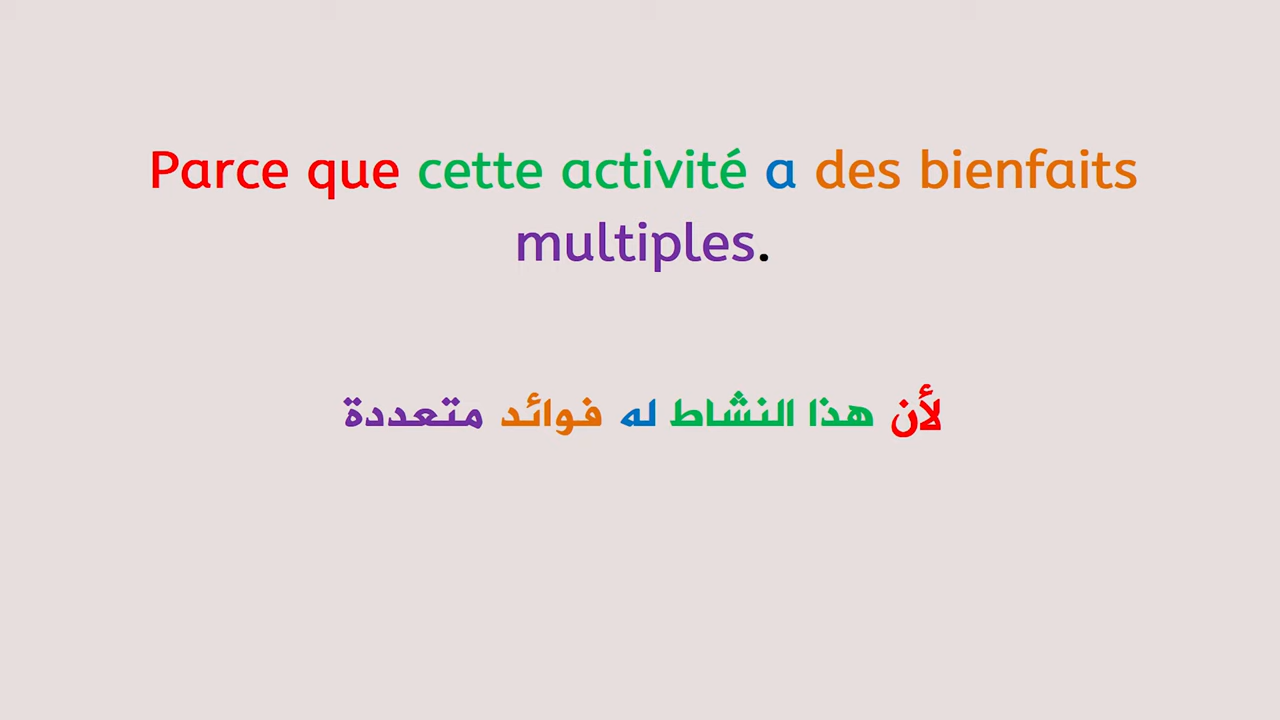 Parce que cette activité a des bienfaits
multiples.
لأن هذا النشاط له فوائد متعددة